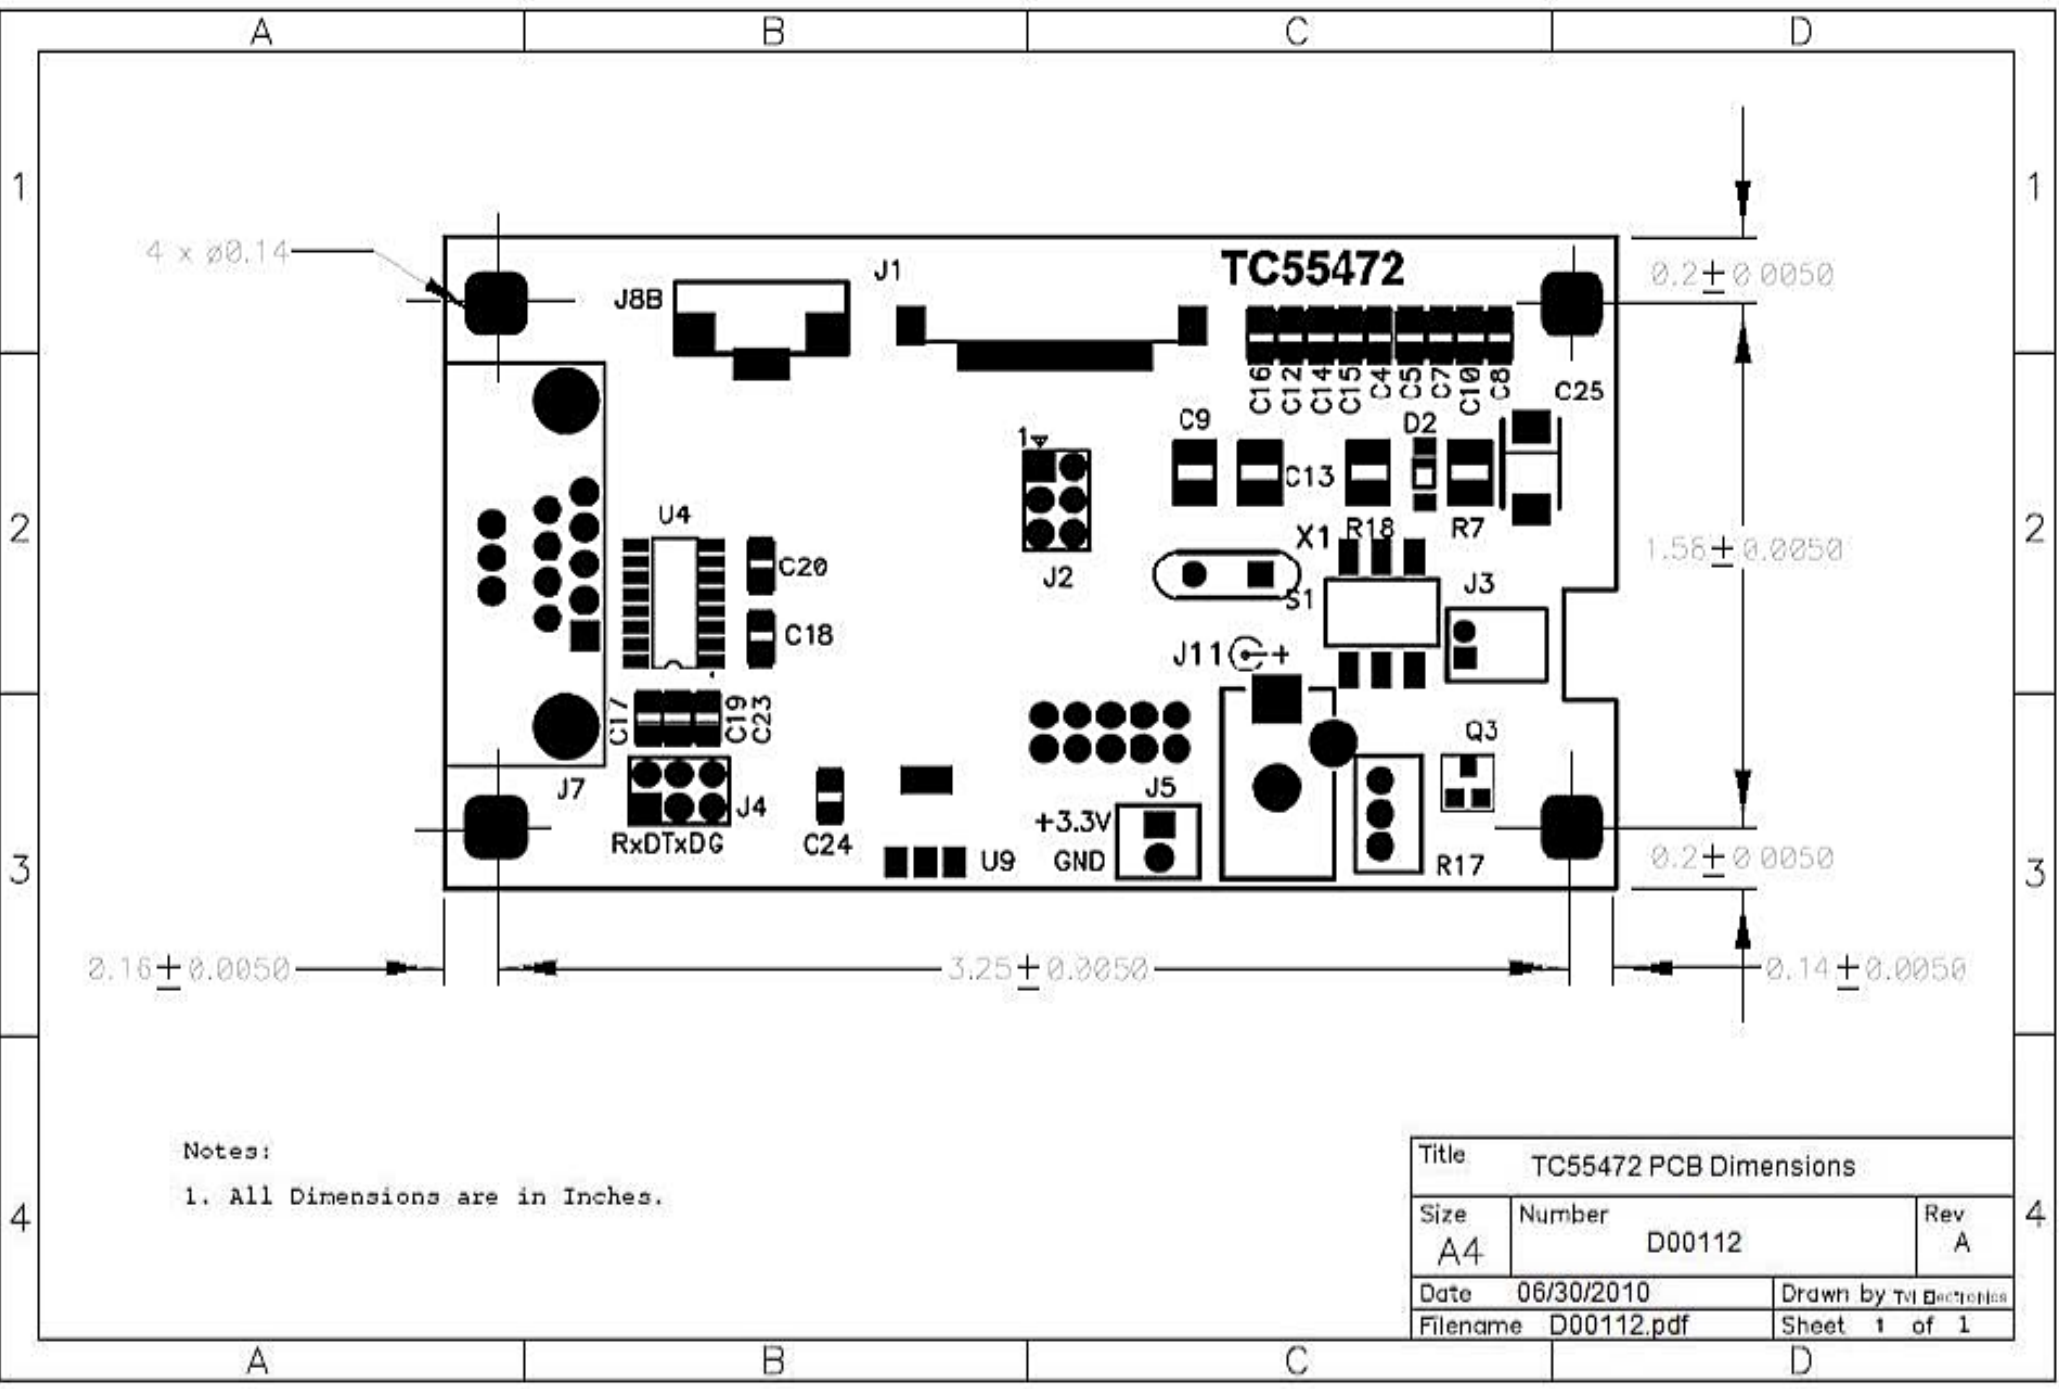 A B C D
1 1
4 x ø0.14
TC55472
J1
J8B
0.2±0.0050
C16 C12 C14 C15 C4 C5 C7 C10 C8
C25
C9
D2
1
C13
2 2
U4
X1 R18 R7
1.56±0.0050
C20
J2
J3
S1
C18
J11 +
C17 C19 C23
Q3
J7
J4
J5
+3.3V
RxDTxDG
C24
U9
GND
R17
0.2±0.0050
3 3
0.16±0.0050
3.25±0.0050
0.14±0.0050
Notes:
1. All Dimensions are in Inches.
Title TC55472 PCB Dimensions
4 4
Size Number Rev
A4 D00112 A
Date 06/30/2010 Drawn by TVI Electronics
Filename D00112.pdf Sheet 1 of 1
A B C D